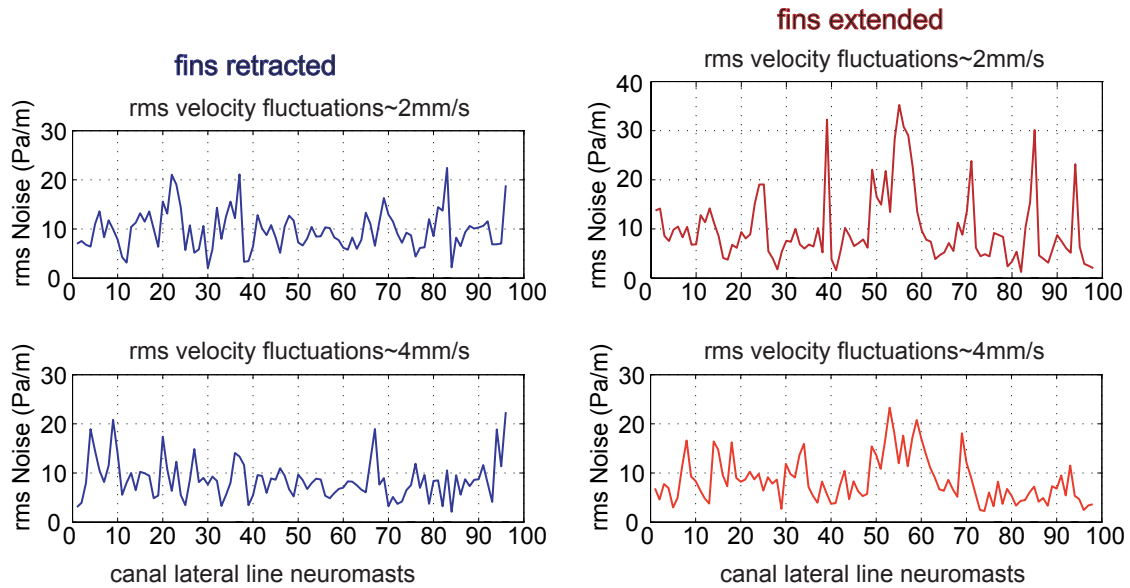 fins retracted
rms velocity fluctuations~2mm/s
rms Noise (Pa/m)
30
20
10
0
0 10 20 30 40 50 60 70 80 90 100
rms velocity fluctuations~4mm/s
rms Noise (Pa/m)
30
20
10
0
0 10 20 30 40 50 60 70 80 90 100
canal lateral line neuromasts
fins extended
rms velocity fluctuations~2mm/s
rms Noise (Pa/m)
40
30
20
10
0
0 10 20 30 40 50 60 70 80 90 100
rms velocity fluctuations~4mm/s
rms Noise (Pa/m)
30
20
10
0
0 10 20 30 40 50 60 70 80 90 100
canal lateral line neuromasts